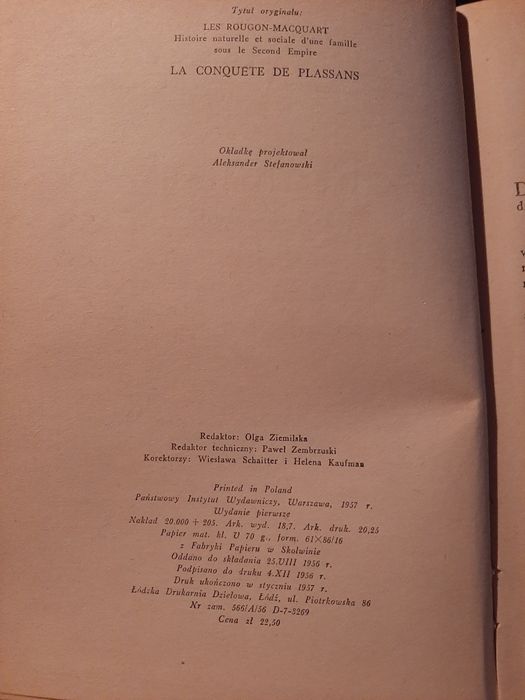 Tytuł oryginału:
LES ROUGON-MACQUART
Histoire naturelle et sociale d'une famille
sous le Second Empire
LA CONQUETE DE PLASSANS
Okładkę projektował
Aleksander Stefanowski
D
d
Redaktor: Olga Ziemilska
Redaktor techniczny: Paweł Zembrzuski
Korektorzy: Wiesława Schaitter i Helena Kaufman
Printed in Poland
Państwowy Instytut Wydawniczy, Warszawa, 1957 r.
Wydanie pierwsze
Nakład 20.000 + 205. Ark. wyd. 18,7. Ark. druk. 20,25
Papier mat. kl. V 70 g., form. 61×86/16
z Fabryki Papieru w Skolwinie
Oddano do składania 25.VIII 1956 r.
Podpisano do druku 4.XII 1956 r.
Druk ukończono w styczniu 1957 r.
Łódzka Drukarnia Dziełowa, Łódź, ul. Piotrkowska 86
Nr zam. 566/A/56 D-7-3269
Cena zł 22,50